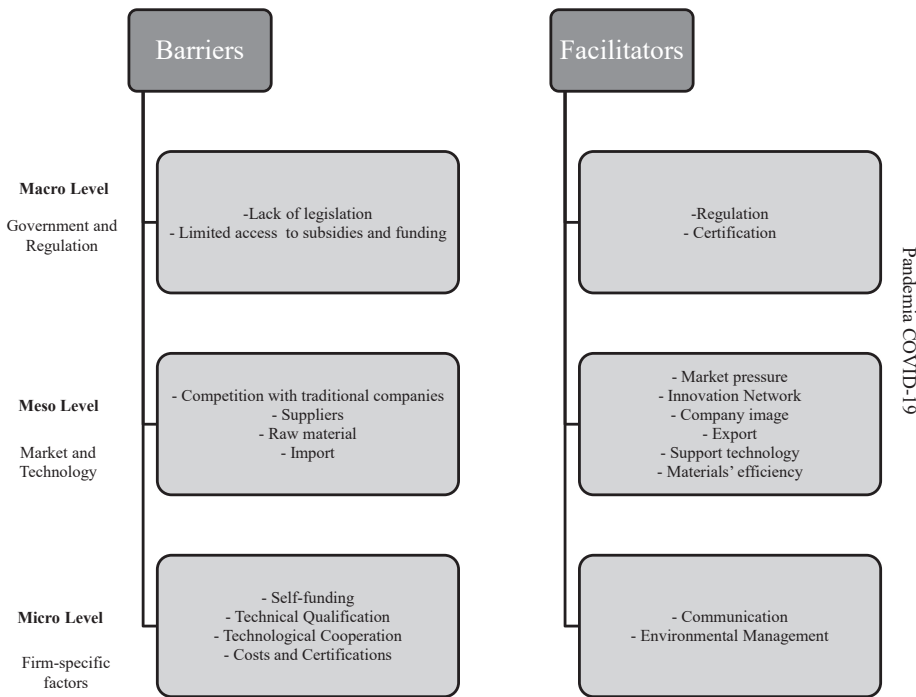 Barriers
Facilitators
Macro Level
Government and
Regulation
-Lack of legislation
- Limited access to subsidies and funding
-Regulation
- Certification
Meso Level
Market and
Technology
- Competition with traditional companies
- Suppliers
- Raw material
- Import
- Market pressure
- Innovation Network
- Company image
- Export
- Support technology
- Materials’ efficiency
Micro Level
Firm-specific
factors
- Self-funding
- Technical Qualification
- Technological Cooperation
- Costs and Certifications
- Communication
- Environmental Management
Pandemia COVID-19